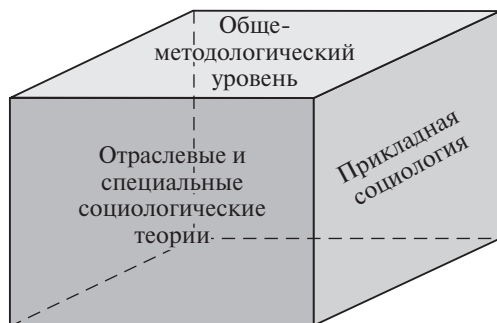 Обще-
методологический
уровень
Отраслевые и
специальные
социологические
теории
Прикладная
социология